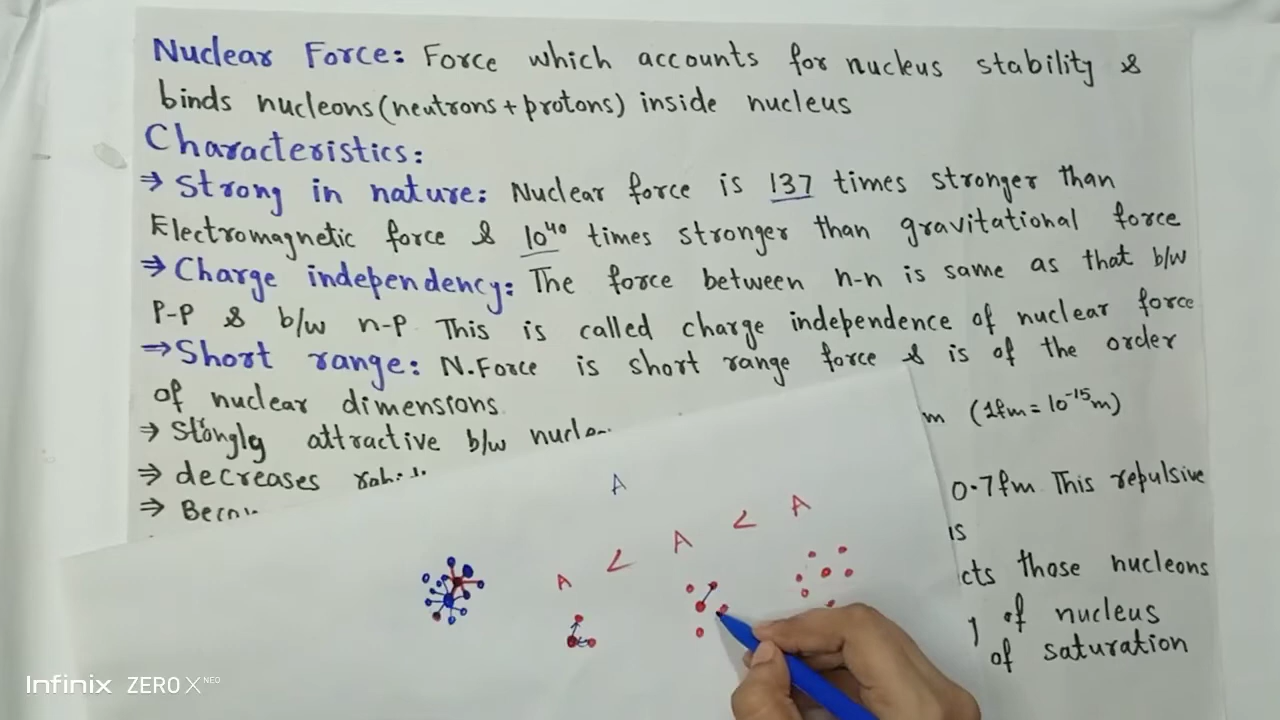 Nuclear Force: Force which accounts for nucleus stability &
binds nucleons (neutrons + protons) inside nucleus
Characteristics:
⇒ Strong in nature: Nuclear force is 137 times stronger than
Electromagnetic force & 10⁴⁰ times stronger than gravitational force
⇒ Charge independency: The force between n-n is same as that b/w
P-P & b/w n-P This is called charge independence of nuclear force
⇒ Short range: N.Force is short range force & is of the order
of nuclear dimensions
m (1fm = 10⁻¹⁵m)
⇒ Stongly attractive b/w
⇒ decreases
0.7fm This repulsive
⇒
is
those nucleons
of nucleus
of saturation
A
A < A < A
Infinix ZERO X NEO